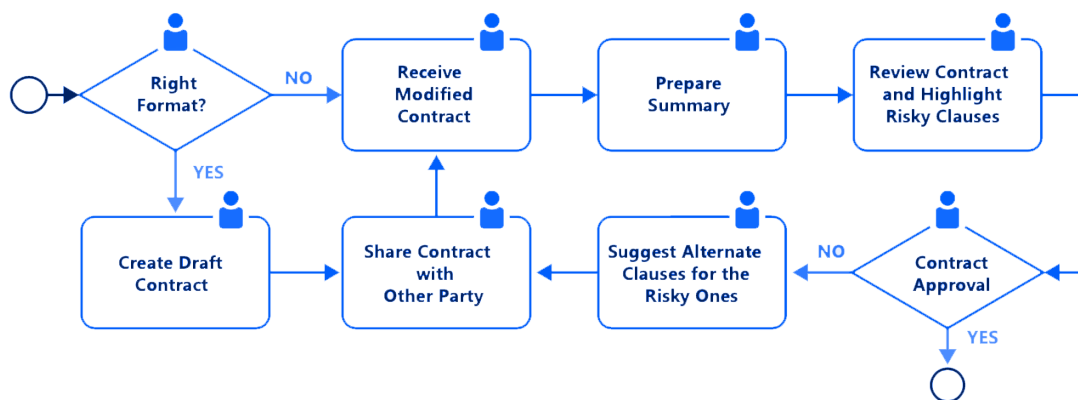 Right
Format?
NO
Receive
Modified
Contract
Prepare
Summary
Review Contract
and Highlight
Risky Clauses
YES
Create Draft
Contract
Share Contract
with
Other Party
Suggest Alternate
Clauses for the
Risky Ones
NO
Contract
Approval
YES